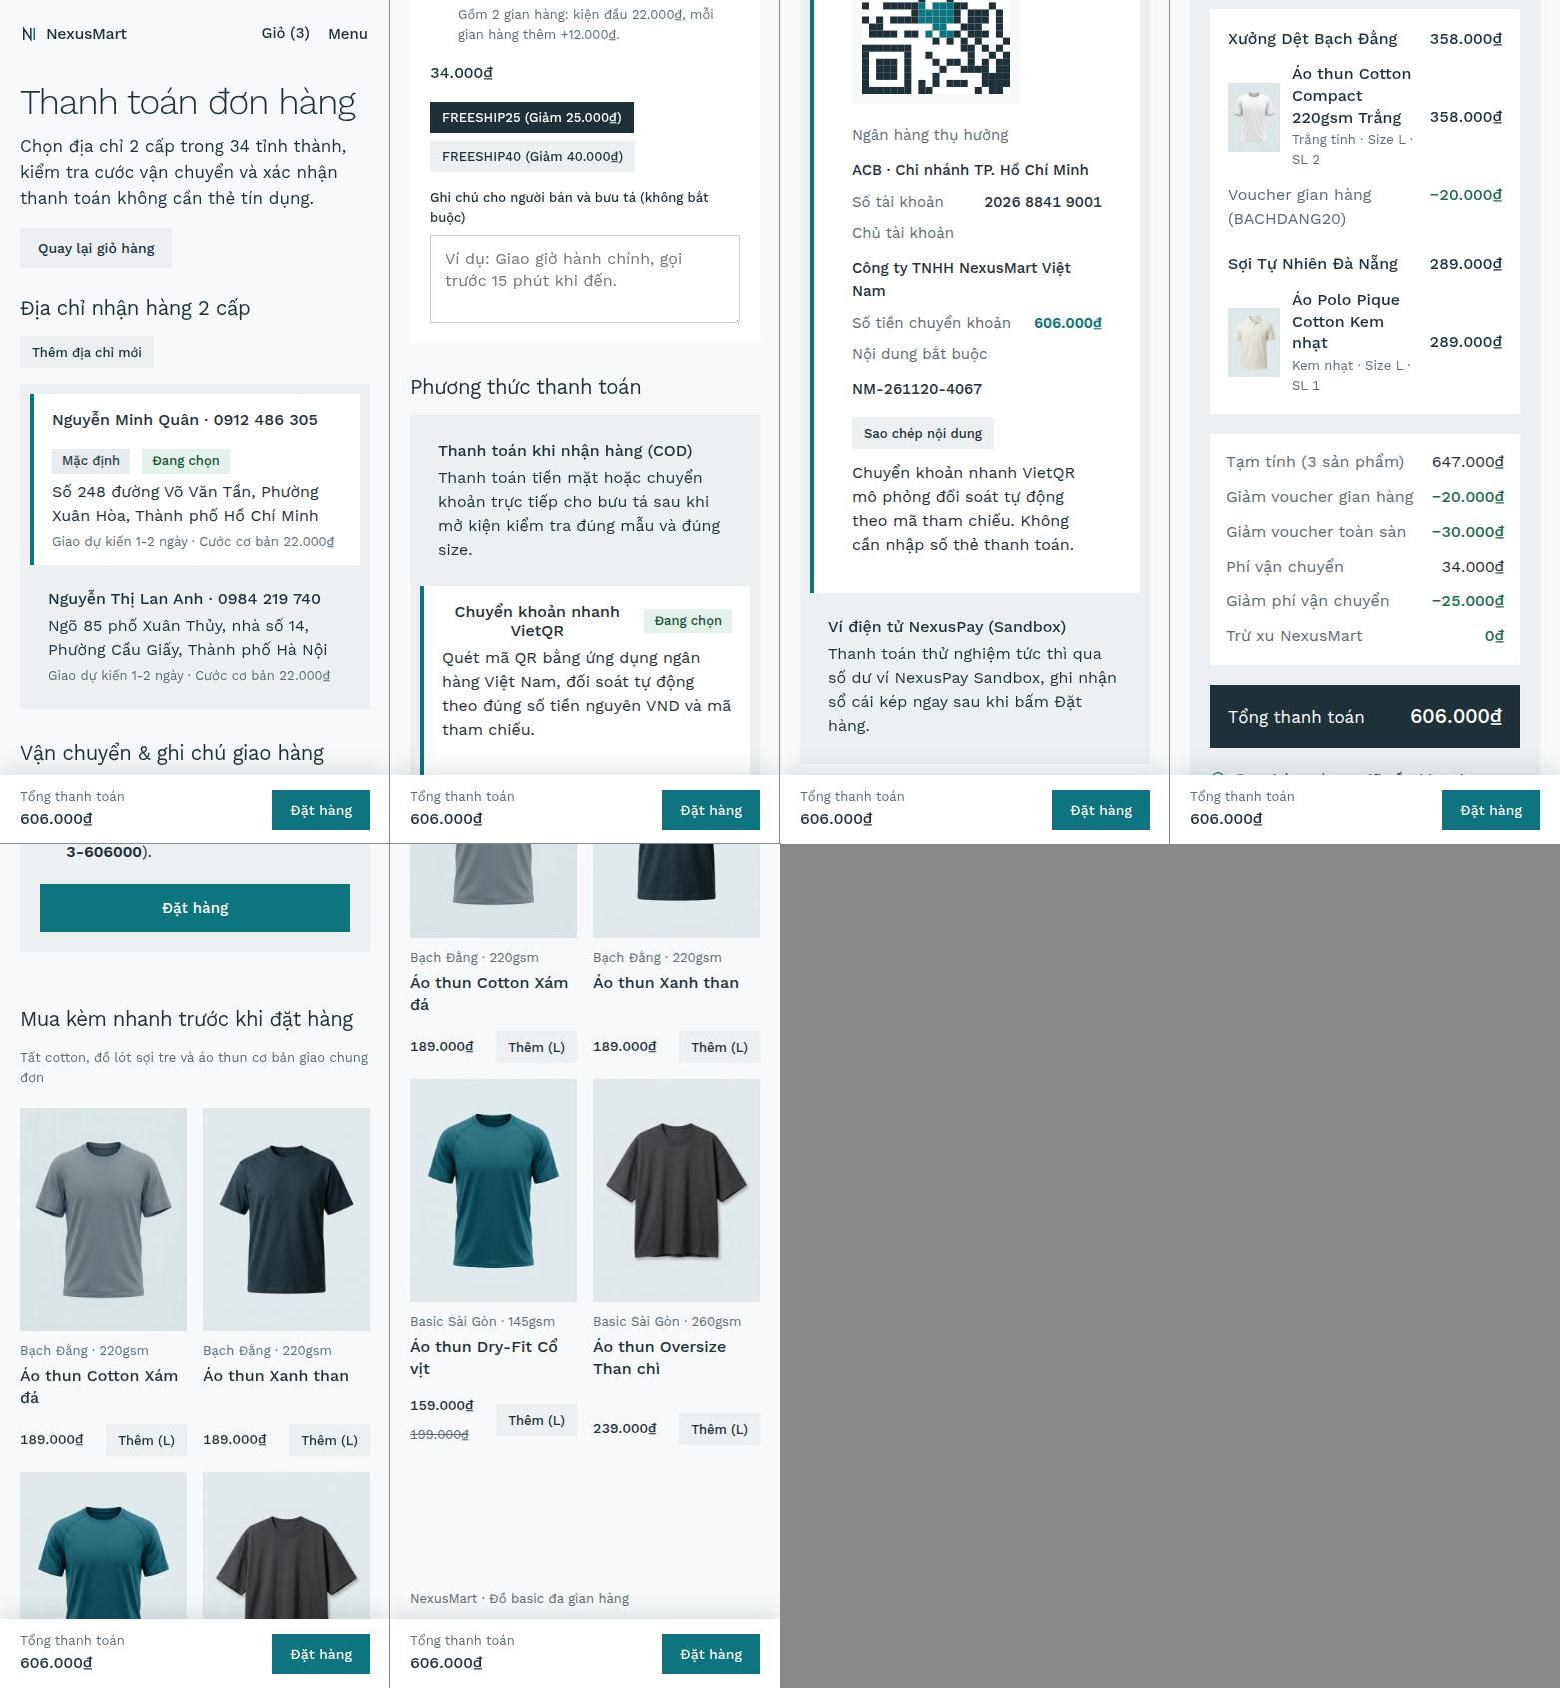 NexusMart
Giỏ (3)
Menu
Thanh toán đơn hàng
Chọn địa chỉ 2 cấp trong 34 tỉnh thành,
kiểm tra cước vận chuyển và xác nhận
thanh toán không cần thẻ tín dụng.
Quay lại giỏ hàng
Địa chỉ nhận hàng 2 cấp
Thêm địa chỉ mới
Nguyễn Minh Quân · 0912 486 305
Mặc định
Đang chọn
Số 248 đường Võ Văn Tần, Phường
Xuân Hòa, Thành phố Hồ Chí Minh
Giao dự kiến 1-2 ngày · Cước cơ bản 22.000₫
Nguyễn Thị Lan Anh · 0984 219 740
Ngõ 85 phố Xuân Thủy, nhà số 14,
Phường Cầu Giấy, Thành phố Hà Nội
Giao dự kiến 1-2 ngày · Cước cơ bản 22.000₫
Vận chuyển & ghi chú giao hàng
Tổng thanh toán
606.000₫
Đặt hàng
Gồm 2 gian hàng: kiện đầu 22.000₫, mỗi
gian hàng thêm +12.000₫.
34.000₫
FREESHIP25 (Giảm 25.000₫)
FREESHIP40 (Giảm 40.000₫)
Ghi chú cho người bán và bưu tá (không bắt
buộc)
Ví dụ: Giao giờ hành chính, gọi
trước 15 phút khi đến.
Phương thức thanh toán
Thanh toán khi nhận hàng (COD)
Thanh toán tiền mặt hoặc chuyển
khoản trực tiếp cho bưu tá sau khi
mở kiện kiểm tra đúng mẫu và đúng
size.
Chuyển khoản nhanh
VietQR
Đang chọn
Quét mã QR bằng ứng dụng ngân
hàng Việt Nam, đối soát tự động
theo đúng số tiền nguyên VND và mã
tham chiếu.
Tổng thanh toán
606.000₫
Đặt hàng
Ngân hàng thụ hưởng
ACB · Chi nhánh TP. Hồ Chí Minh
Số tài khoản 2026 8841 9001
Chủ tài khoản
Công ty TNHH NexusMart Việt
Nam
Số tiền chuyển khoản 606.000₫
Nội dung bắt buộc
NM-261120-4067
Sao chép nội dung
Chuyển khoản nhanh VietQR
mô phỏng đối soát tự động
theo mã tham chiếu. Không
cần nhập số thẻ thanh toán.
Ví điện tử NexusPay (Sandbox)
Thanh toán thử nghiệm tức thì qua
số dư ví NexusPay Sandbox, ghi nhận
sổ cái kép ngay sau khi bấm Đặt
hàng.
Tổng thanh toán
606.000₫
Đặt hàng
Xưởng Dệt Bạch Đằng 358.000₫
Áo thun Cotton
Compact
220gsm Trắng
358.000₫
Trắng tinh · Size L ·
SL 2
Voucher gian hàng −20.000₫
(BACHDANG20)
Sợi Tự Nhiên Đà Nẵng 289.000₫
Áo Polo Pique
Cotton Kem
nhạt
289.000₫
Kem nhạt · Size L ·
SL 1
Tạm tính (3 sản phẩm) 647.000₫
Giảm voucher gian hàng −20.000₫
Giảm voucher toàn sàn −30.000₫
Phí vận chuyển 34.000₫
Giảm phí vận chuyển −25.000₫
Trừ xu NexusMart 0₫
Tổng thanh toán 606.000₫
Tổng thanh toán
606.000₫
Đặt hàng
3-606000).
Đặt hàng
Mua kèm nhanh trước khi đặt hàng
Tất cotton, đồ lót sợi tre và áo thun cơ bản giao chung
đơn
Bạch Đằng · 220gsm
Áo thun Cotton Xám
đá
189.000₫
Thêm (L)
Bạch Đằng · 220gsm
Áo thun Xanh than
189.000₫
Thêm (L)
Tổng thanh toán
606.000₫
Đặt hàng
Bạch Đằng · 220gsm
Áo thun Cotton Xám
đá
189.000₫
Thêm (L)
Bạch Đằng · 220gsm
Áo thun Xanh than
189.000₫
Thêm (L)
Basic Sài Gòn · 145gsm
Áo thun Dry-Fit Cổ
vịt
159.000₫
199.000₫
Thêm (L)
Basic Sài Gòn · 260gsm
Áo thun Oversize
Than chì
239.000₫
Thêm (L)
NexusMart · Đồ basic đa gian hàng
Tổng thanh toán
606.000₫
Đặt hàng